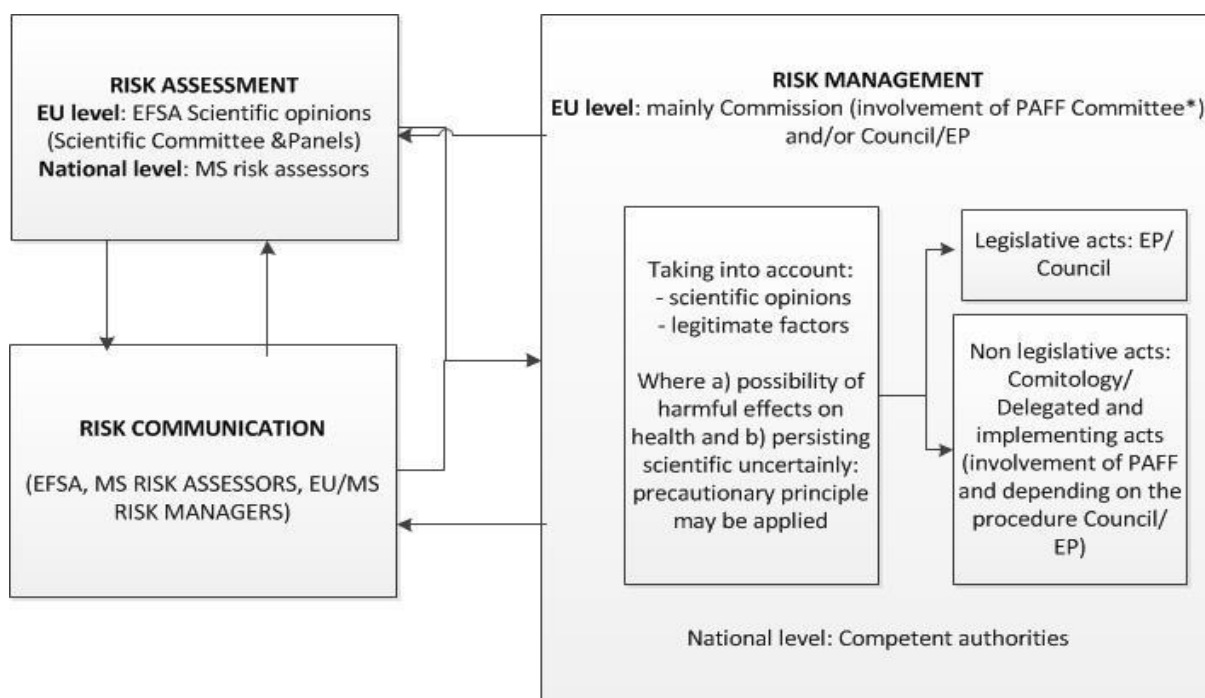 RISK ASSESSMENT
EU level: EFSA Scientific opinions
(Scientific Committee &Panels)
National level: MS risk assessors
RISK COMMUNICATION
(EFSA, MS RISK ASSESSORS, EU/MS
RISK MANAGERS)
RISK MANAGEMENT
EU level: mainly Commission (involvement of PAFF Committee*)
and/or Council/EP
Taking into account:
- scientific opinions
- legitimate factors
Where a) possibility of
harmful effects on
health and b) persisting
scientific uncertainly:
precautionary principle
may be applied
Legislative acts: EP/
Council
Non legislative acts:
Comitology/
Delegated and
implementing acts
(involvement of PAFF
and depending on the
procedure Council/
EP)
National level: Competent authorities